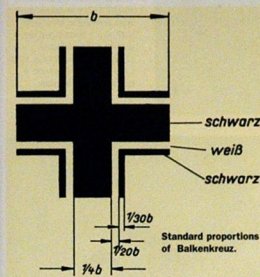 b
schwarz
weiß
schwarz
1/30b
Standard proportions
of Balkenkreuz.
1/20b
1/4b